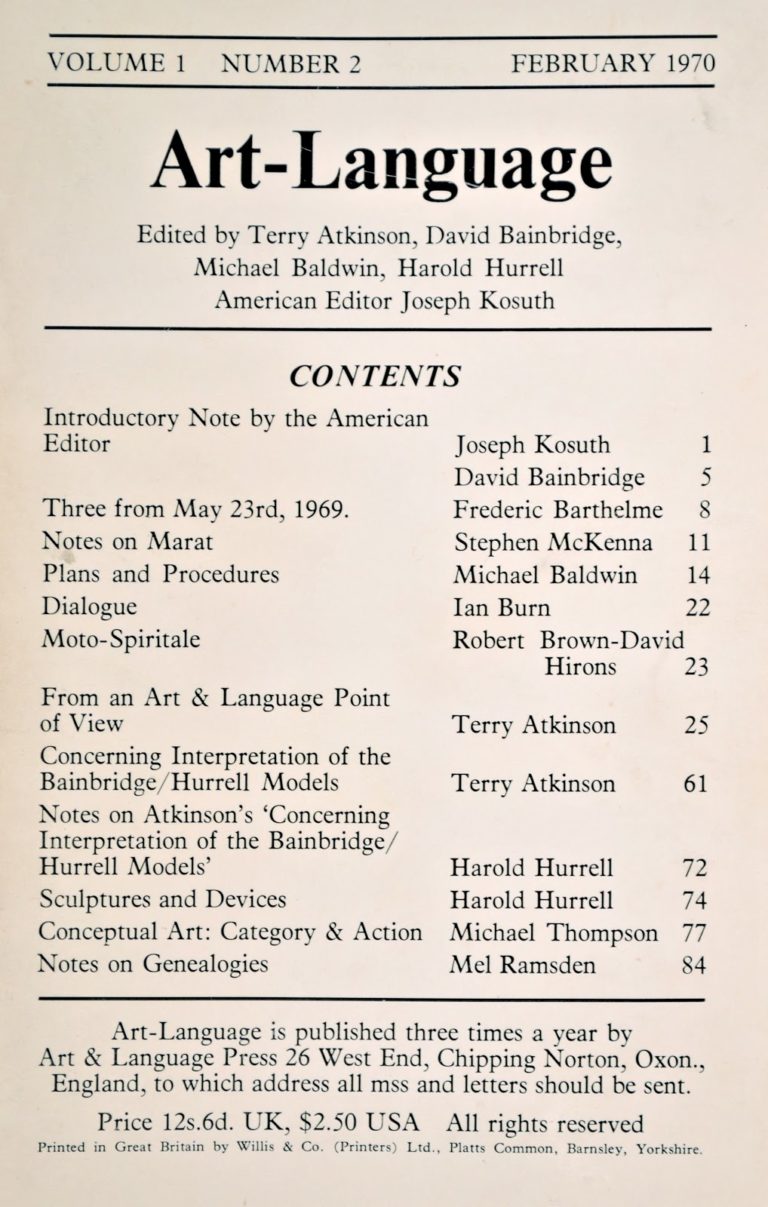 VOLUME 1 NUMBER 2 FEBRUARY 1970
Art-Language
Edited by Terry Atkinson, David Bainbridge,
Michael Baldwin, Harold Hurrell
American Editor Joseph Kosuth
CONTENTS
Introductory Note by the American
Editor Joseph Kosuth 1
David Bainbridge 5
Three from May 23rd, 1969. Frederic Barthelme 8
Notes on Marat Stephen McKenna 11
Plans and Procedures Michael Baldwin 14
Dialogue Ian Burn 22
Moto-Spiritale Robert Brown-David
Hirons 23
From an Art & Language Point
of View Terry Atkinson 25
Concerning Interpretation of the
Bainbridge/Hurrell Models Terry Atkinson 61
Notes on Atkinson's ‘Concerning
Interpretation of the Bainbridge/
Hurrell Models’ Harold Hurrell 72
Sculptures and Devices Harold Hurrell 74
Conceptual Art: Category & Action Michael Thompson 77
Notes on Genealogies Mel Ramsden 84
Art-Language is published three times a year by
Art & Language Press 26 West End, Chipping Norton, Oxon.,
England, to which address all mss and letters should be sent.
Price 12s.6d. UK, $2.50 USA All rights reserved
Printed in Great Britain by Willis & Co. (Printers) Ltd., Platts Common, Barnsley, Yorkshire.